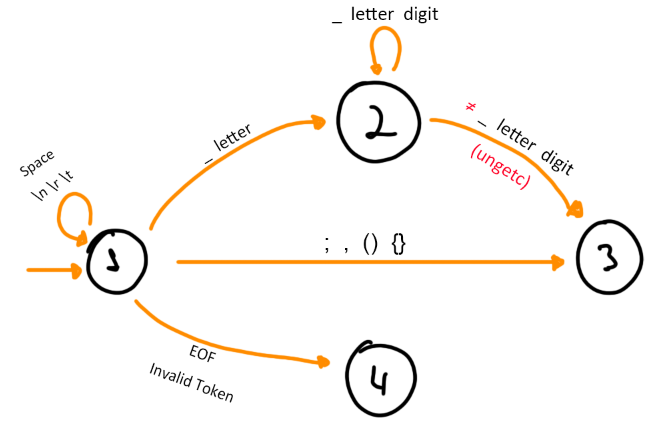 _ letter digit
2
≠ _ letter digit
(ungetc)
_ letter
Space
\n \r \t
1
; , () {}
3
EOF
Invalid Token
4